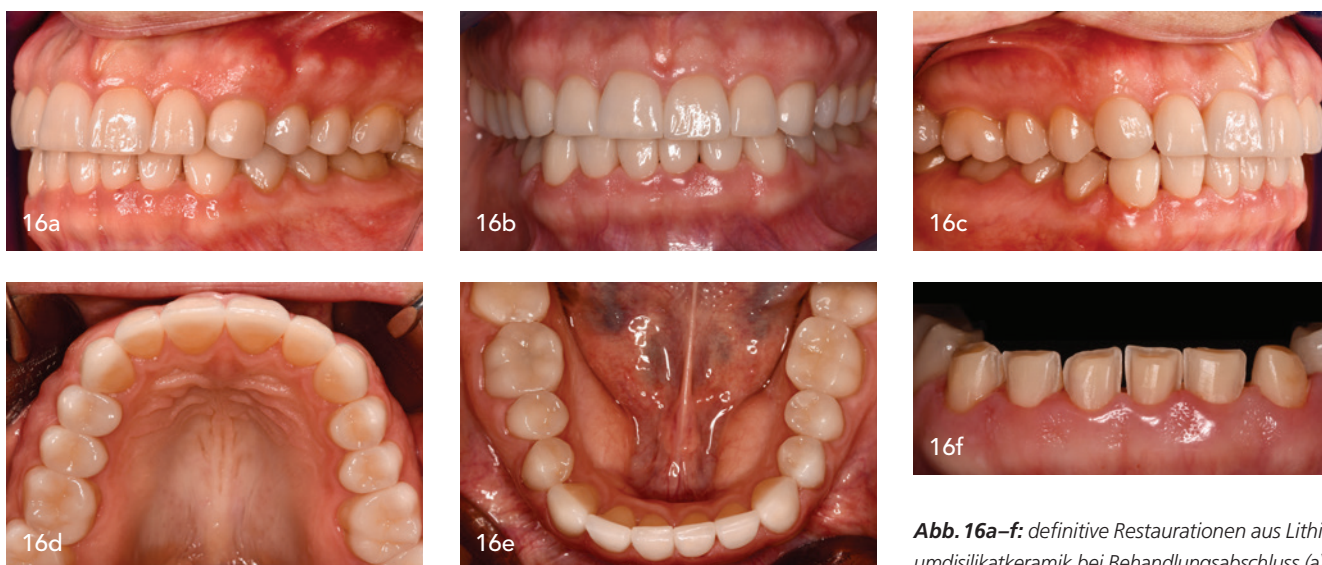 16a
16b
16c
16d
16e
16f
Abb. 16a–f: definitive Restaurationen aus Lithi-
umdisilikatkeramik bei Behandlungsabschluss (a)